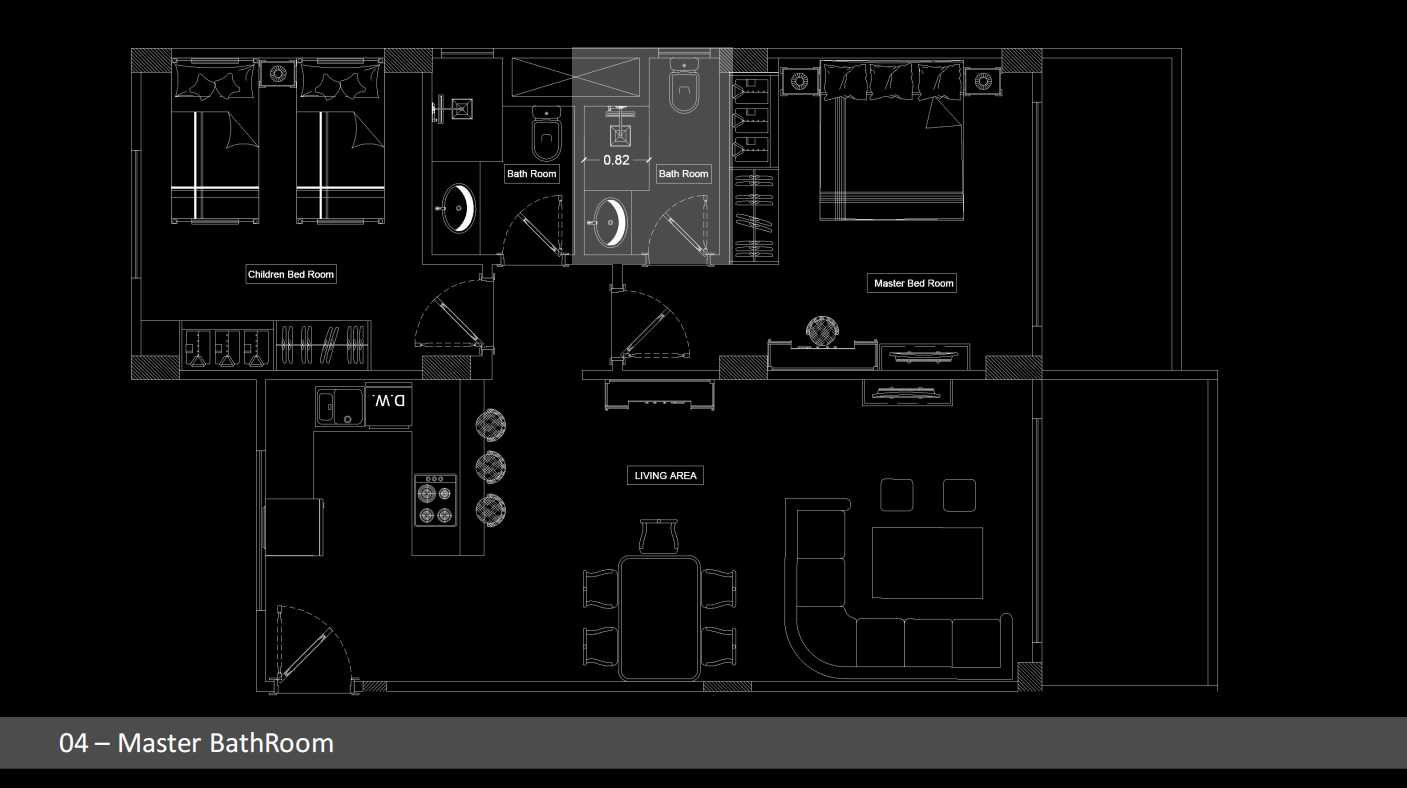 0.82
Bath Room
Bath Room
Children Bed Room
Master Bed Room
D.W.
LIVING AREA
04 – Master BathRoom